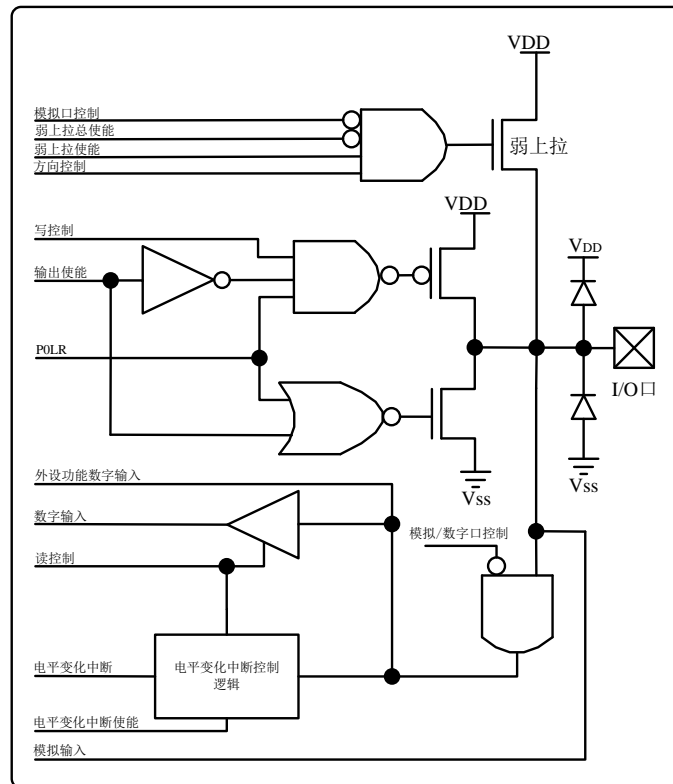 VDD
模拟口控制
弱上拉总使能
弱上拉使能
方向控制
弱上拉
写控制
VDD
输出使能
VDD
P0LR
I/O口
外设功能数字输入
Vss
Vss
数字输入
模拟/数字口控制
读控制
电平变化中断
电平变化中断控制
逻辑
电平变化中断使能
模拟输入